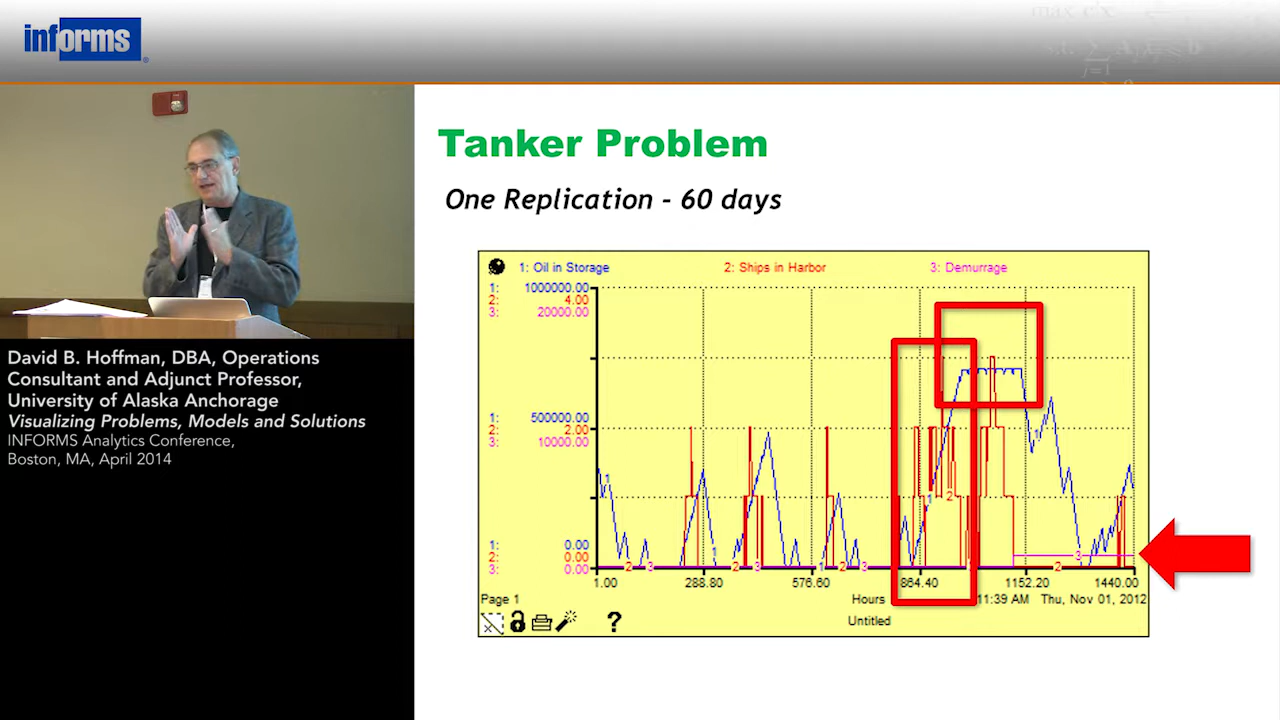 informs
max c'x
Tanker Problem
One Replication - 60 days
1: Oil in Storage 2: Ships in Harbor 3: Demurrage
1: 1000000.00
2: 4.00
3: 20000.00
1: 500000.00
2: 2.00
3: 10000.00
1: 0.00
2: 0.00
3: 0.00
1.00 288.80 576.60 864.40 1152.20 1440.00
Page 1 Hours 11:39 AM Thu, Nov 01, 2012
? Untitled
David B. Hoffman, DBA, Operations
Consultant and Adjunct Professor,
University of Alaska Anchorage
Visualizing Problems, Models and Solutions
INFORMS Analytics Conference,
Boston, MA, April 2014